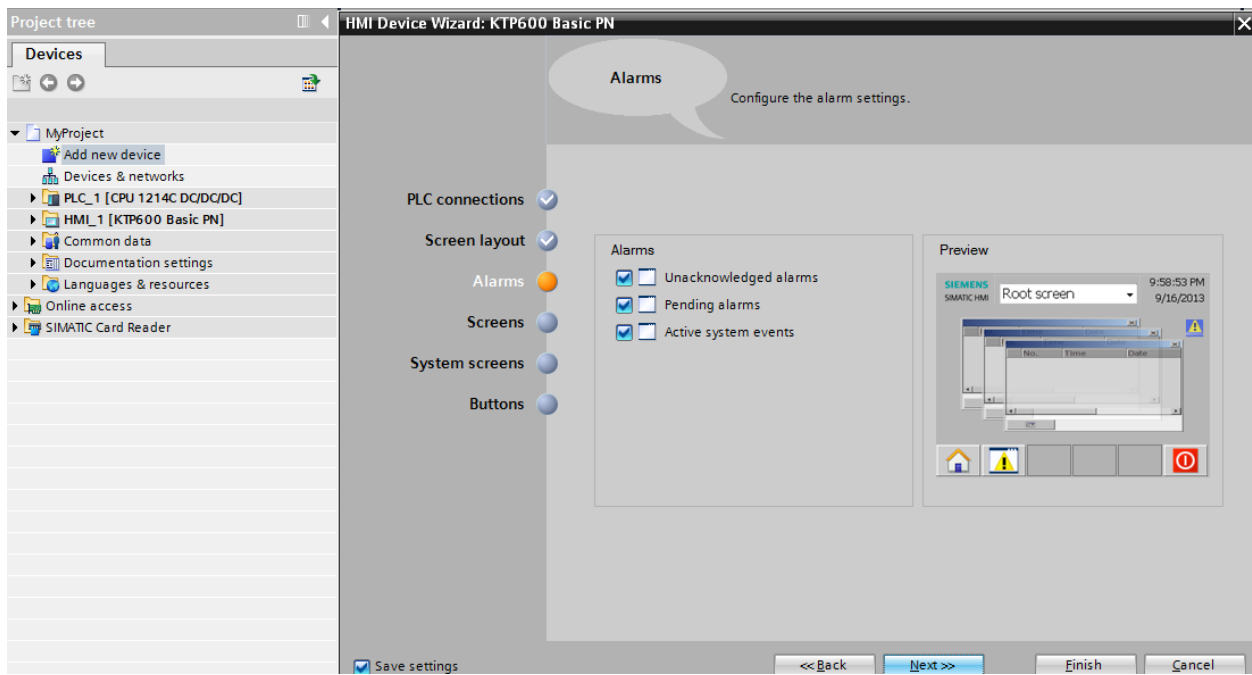 Project tree
Devices
MyProject
Add new device
Devices & networks
PLC_1 [CPU 1214C DC/DC/DC]
HMI_1 [KTP600 Basic PN]
Common data
Documentation settings
Languages & resources
Online access
SIMATIC Card Reader
HMI Device Wizard: KTP600 Basic PN
Alarms
Configure the alarm settings.
PLC connections
Screen layout
Alarms
Screens
System screens
Buttons
Alarms
Unacknowledged alarms
Pending alarms
Active system events
Preview
SIEMENS
SIMATIC HMI
Root screen
9:58:53 PM
9/16/2013
No. Time Date
Save settings
<<Back
Next>>
Finish
Cancel